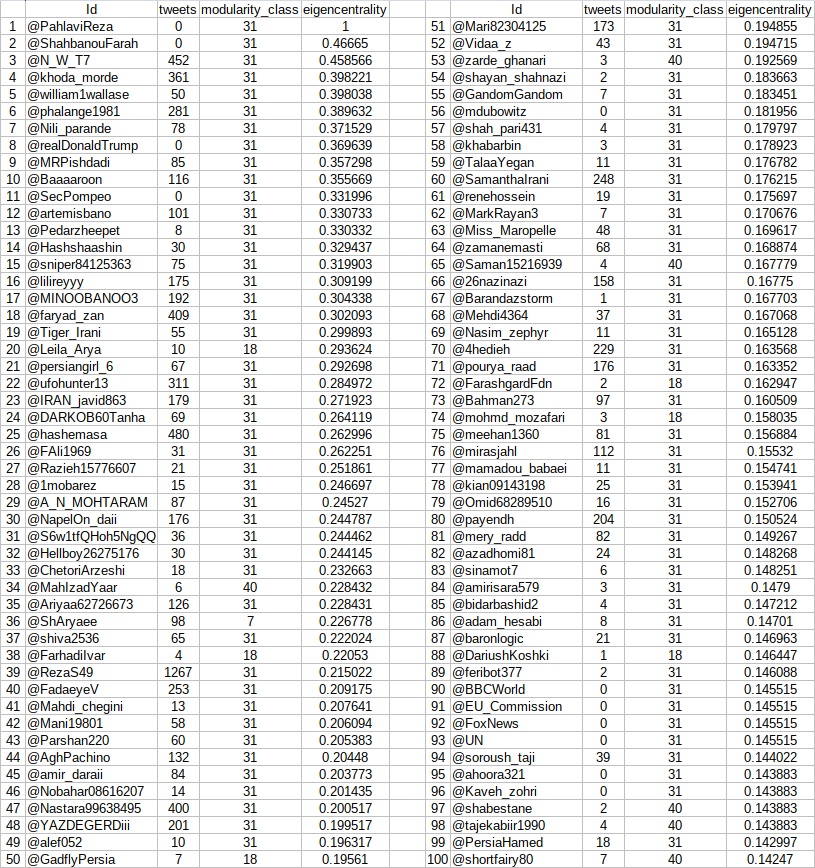 Id tweets modularity_class eigencentrality Id tweets modularity_class eigencentrality
1 @PahlaviReza 0 31 1 51 @Mari82304125 173 31 0.194855
2 @ShahbanouFarah 0 31 0.46665 52 @Vidaa_z 43 31 0.194715
3 @N_W_T7 452 31 0.458566 53 @zarde_ghanari 3 40 0.192569
4 @khoda_morde 361 31 0.398221 54 @shayan_shahnazi 2 31 0.183663
5 @william1wallase 50 31 0.398038 55 @GandomGandom 7 31 0.183451
6 @phalange1981 281 31 0.389632 56 @mdubowitz 0 31 0.181956
7 @Nili_parande 78 31 0.371529 57 @shah_pari431 4 31 0.179797
8 @realDonaldTrump 0 31 0.369639 58 @khabarbin 3 31 0.178923
9 @MRPishdadi 85 31 0.357298 59 @TalaaYegan 11 31 0.176782
10 @Baaaaroon 116 31 0.355669 60 @SamanthaIrani 248 31 0.176215
11 @SecPompeo 0 31 0.331996 61 @renehossein 19 31 0.175697
12 @artemisbano 101 31 0.330733 62 @MarkRayan3 7 31 0.170676
13 @Pedarzheepet 8 31 0.330332 63 @Miss_Maropelle 48 31 0.169617
14 @Hashshaashin 30 31 0.329437 64 @zamanemasti 68 31 0.168874
15 @sniper84125363 75 31 0.319903 65 @Saman15216939 4 40 0.167779
16 @lilireyyy 175 31 0.309199 66 @26nazinazi 158 31 0.16775
17 @MINOOBANOO3 192 31 0.304338 67 @Barandazstorm 1 31 0.167703
18 @faryad_zan 409 31 0.302093 68 @Mehdi4364 37 31 0.167068
19 @Tiger_Irani 55 31 0.299893 69 @Nasim_zephyr 11 31 0.165128
20 @Leila_Arya 10 18 0.293624 70 @4hedieh 229 31 0.163568
21 @persiangirl_6 67 31 0.292698 71 @pourya_raad 176 31 0.163352
22 @ufohunter13 311 31 0.284972 72 @FarashgardFdn 2 18 0.162947
23 @IRAN_javid863 179 31 0.271923 73 @Bahman273 97 31 0.160509
24 @DARKOB60Tanha 69 31 0.264119 74 @mohmd_mozafari 3 18 0.158035
25 @hashemasa 480 31 0.262996 75 @meehan1360 81 31 0.156884
26 @FAli1969 31 31 0.262251 76 @mirasjahl 112 31 0.15532
27 @Razieh15776607 21 31 0.251861 77 @mamadou_babaei 11 31 0.154741
28 @1mobarez 15 31 0.246697 78 @kian09143198 25 31 0.153941
29 @A_N_MOHTARAM 87 31 0.24527 79 @Omid68289510 16 31 0.152706
30 @NapelOn_daii 176 31 0.244787 80 @payendh 204 31 0.150524
31 @S6w1tfQHoh5NgQQ 36 31 0.244462 81 @mery_radd 82 31 0.149267
32 @Hellboy26275176 30 31 0.244145 82 @azadhomi81 24 31 0.148268
33 @ChetoriArzeshi 18 31 0.232663 83 @sinamot7 6 31 0.148251
34 @MahIzadYaar 6 40 0.228432 84 @amirisara579 3 31 0.1479
35 @Ariyaa62726673 126 31 0.228431 85 @bidarbashid2 4 31 0.147212
36 @ShAryaee 98 7 0.226778 86 @adam_hesabi 8 31 0.14701
37 @shiva2536 65 31 0.222024 87 @baronlogic 21 31 0.146963
38 @FarhadiIvar 4 18 0.22053 88 @DariushKoshki 1 18 0.146447
39 @RezaS49 1267 31 0.215022 89 @feribot377 2 31 0.146088
40 @FadaeyeV 253 31 0.209175 90 @BBCWorld 0 31 0.145515
41 @Mahdi_chegini 13 31 0.207641 91 @EU_Commission 0 31 0.145515
42 @Mani19801 58 31 0.206094 92 @FoxNews 0 31 0.145515
43 @Parshan220 60 31 0.205383 93 @UN 0 31 0.145515
44 @AghPachino 132 31 0.20448 94 @soroush_taji 39 31 0.144022
45 @amir_daraii 84 31 0.203773 95 @ahoora321 0 31 0.143883
46 @Nobahar08616207 14 31 0.201435 96 @Kaveh_zohri 0 31 0.143883
47 @Nastara99638495 400 31 0.200517 97 @shabestane 2 40 0.143883
48 @YAZDEGERDiii 201 31 0.199517 98 @tajekabiir1990 4 40 0.143883
49 @alef052 10 31 0.196317 99 @PersiaHamed 18 31 0.142997
50 @GadflyPersia 7 18 0.19561 100 @shortfairy80 7 40 0.14247